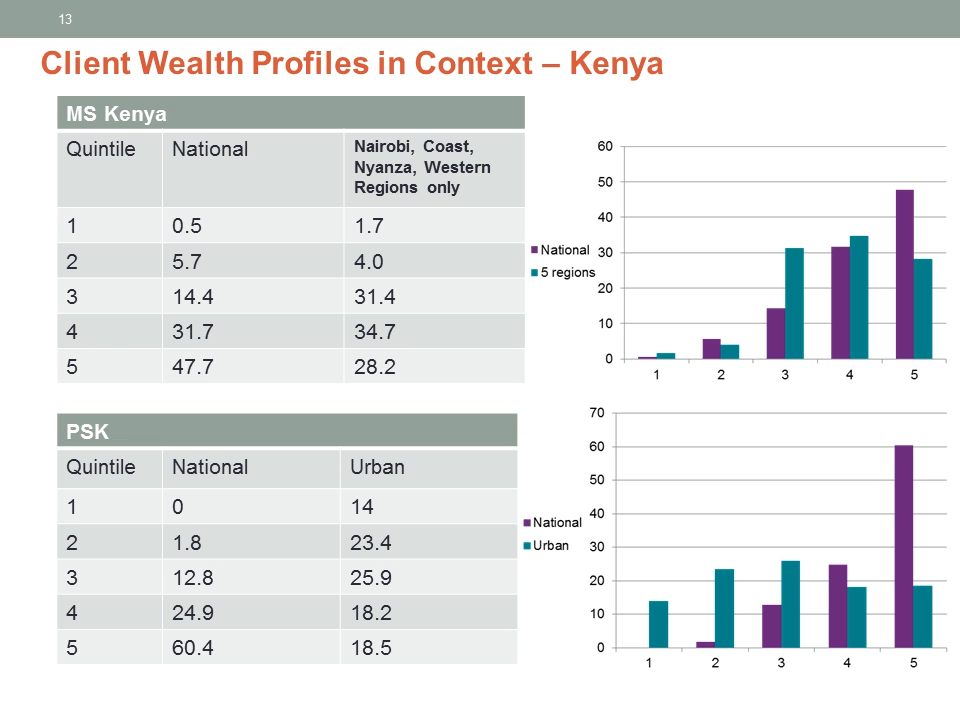 13
Client Wealth Profiles in Context – Kenya
MS Kenya
Quintile National Nairobi, Coast,
Nyanza, Western
Regions only
1 0.5 1.7
2 5.7 4.0
3 14.4 31.4
4 31.7 34.7
5 47.7 28.2
60
50
40
30
20
10
0
National
5 regions
1 2 3 4 5
PSK
Quintile National Urban
1 0 14
2 1.8 23.4
3 12.8 25.9
4 24.9 18.2
5 60.4 18.5
70
60
50
40
30
20
10
0
National
Urban
1 2 3 4 5